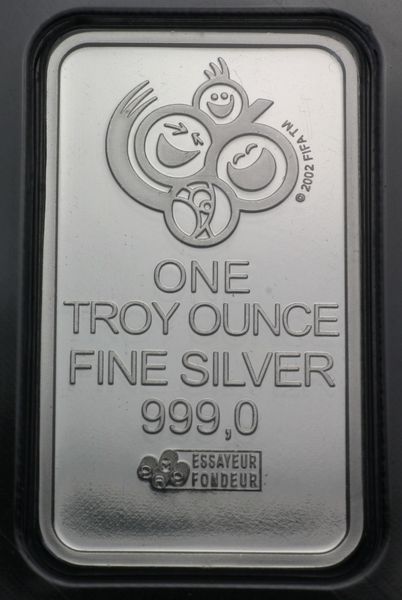 © 2002 FIFA TM
ONE
TROY OUNCE
FINE SILVER
999,0
ESSAYEUR
FONDEUR